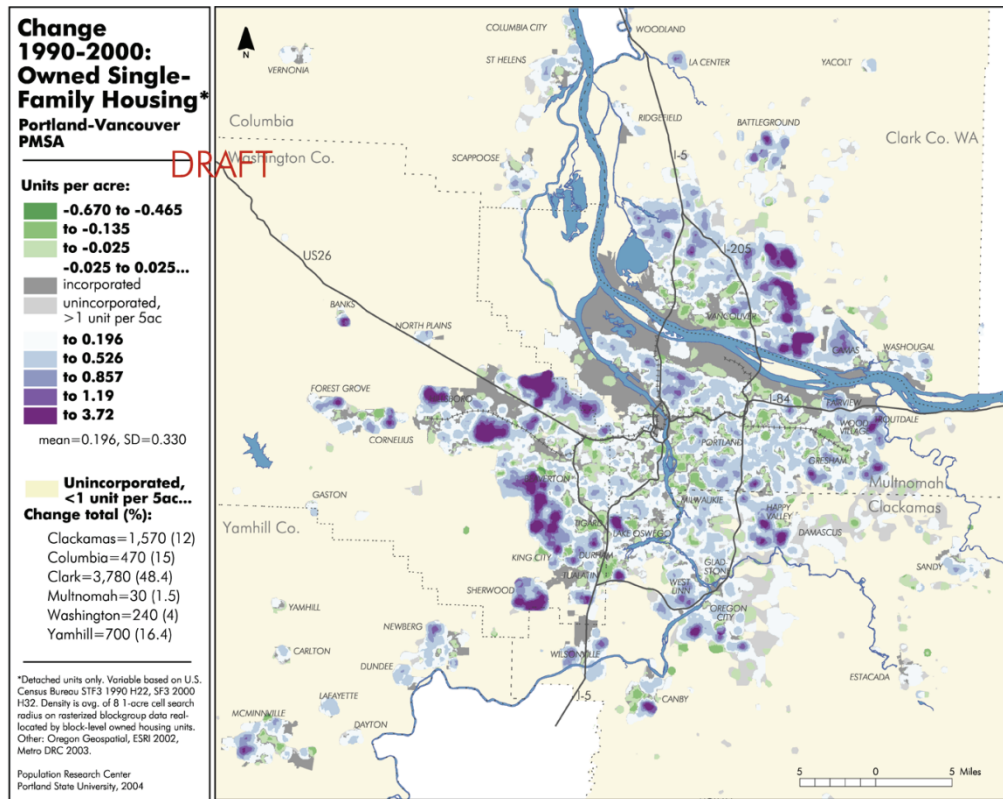 Change
1990-2000:
Owned Single-
Family Housing*
Portland-Vancouver
PMSA
DRAFT
Units per acre:
-0.670 to -0.465
to -0.135
to -0.025
-0.025 to 0.025...
incorporated
unincorporated,
>1 unit per 5ac
to 0.196
to 0.526
to 0.857
to 1.19
to 3.72
mean=0.196, SD=0.330
Unincorporated,
<1 unit per 5ac...
Change total (%):
Clackamas=1,570 (12)
Columbia=470 (15)
Clark=3,780 (48.4)
Multnomah=30 (1.5)
Washington=240 (4)
Yamhill=700 (16.4)
*Detached units only. Variable based on U.S.
Census Bureau STF3 1990 H22, SF3 2000
H32. Density is avg. of 8 1-acre cell search
radius on rasterized blockgroup data real-
located by block-level owned housing units.
Other: Oregon Geospatial, ESRI 2002,
Metro DRC 2003.
Population Research Center
Portland State University, 2004
N
VERNONIA
COLUMBIA CITY
WOODLAND
ST HELENS
LA CENTER
YACOLT
Columbia
Washington Co.
RIDGEFIELD
BATTLEGROUND
Clark Co. WA
SCAPPOOSE
I-5
US26
I-205
BANKS
NORTH PLAINS
VANCOUVER
CAMAS
WASHOUGAL
FOREST GROVE
BORO
CORNELIUS
I-84
FAIRVIEW
TROUTDALE
WOOD
VILLAGE
PORTLAND
GRESHAM
Multnomah
Clackamas
GASTON
Yamhill Co.
ERTON
MILWAUKIE
TIGARD
LAKE OSWEGO
HAPPY
VALLEY
DAMASCUS
KING CITY
DURHAM
TUALATIN
GLAD
STONE
SANDY
SHERWOOD
WEST
LINN
OREGON
CITY
YAMHILL
NEWBERG
CARLTON
DUNDEE
WILSONVILLE
ESTACADA
LAFAYETTE
I-5
CANBY
MCMINNVILLE
DAYTON
5 0 5 Miles